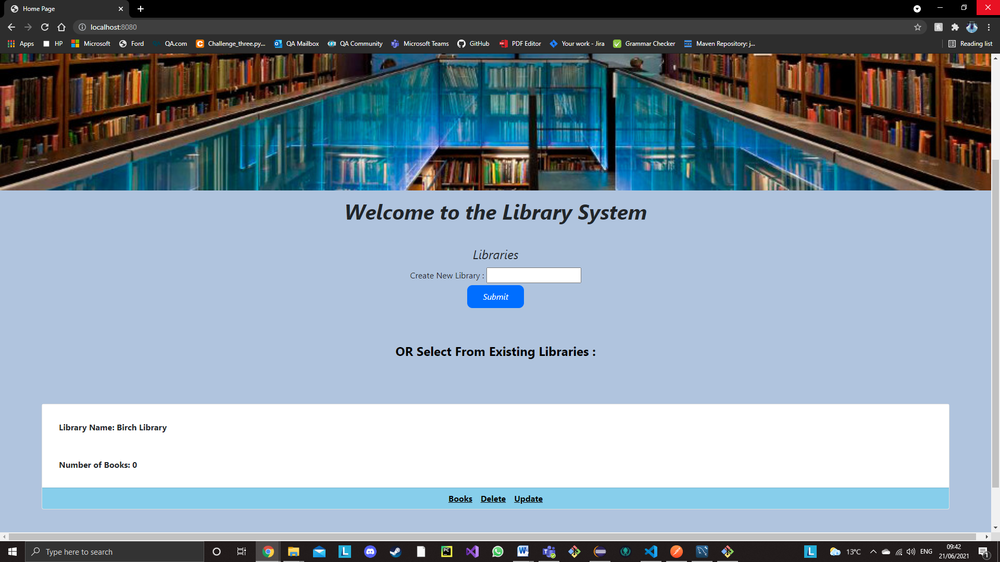 Home Page
localhost:8080
Apps HP Microsoft Ford QA.com Challenge_three.py... QA Mailbox QA Community Microsoft Teams GitHub PDF Editor Your work - Jira Grammar Checker Maven Repository: j... Reading list
Welcome to the Library System
Libraries
Create New Library :
Submit
OR Select From Existing Libraries :
Library Name: Birch Library
Number of Books: 0
Books Delete Update
Type here to search
13°C ENG
09:42
21/06/2021